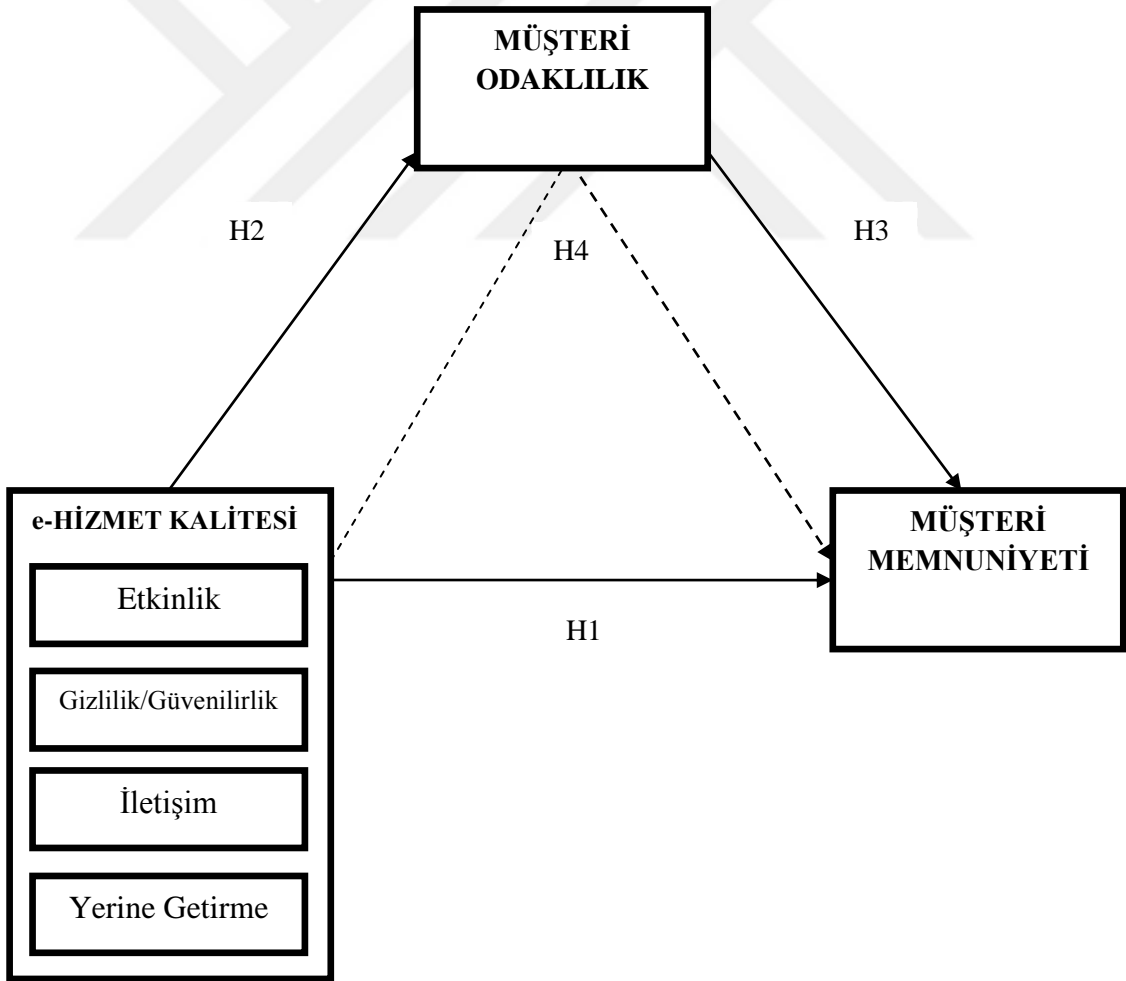 MÜŞTERİ
ODAKLILIK
H2
H4
H3
e-HİZMET KALİTESİ
Etkinlik
Gizlilik/Güvenilirlik
İletişim
Yerine Getirme
MÜŞTERİ
MEMNUNİYETİ
H1